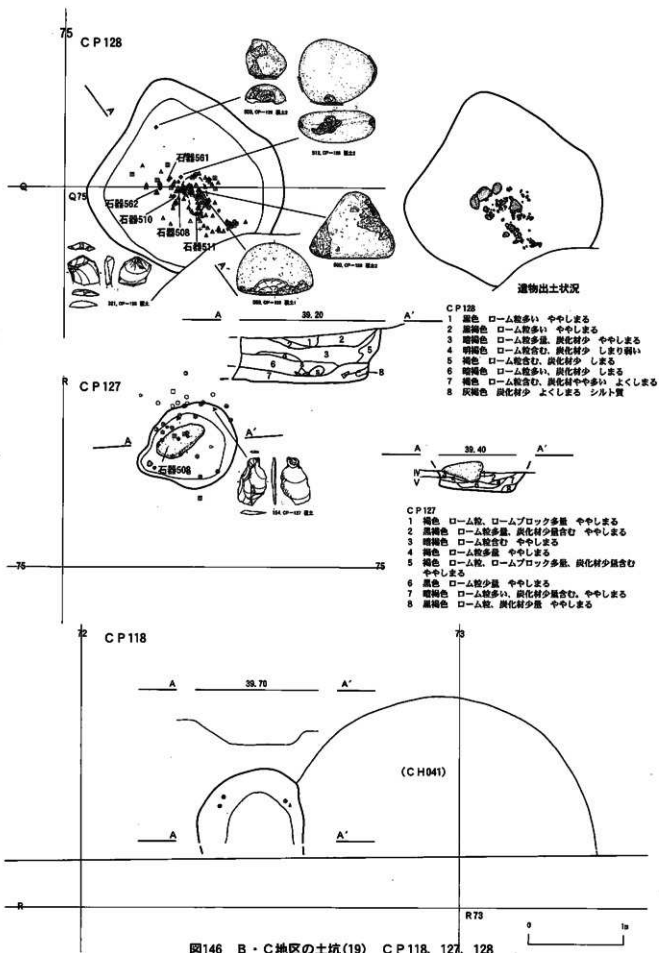 75
CP128
石器561
Q
Q75
石器562
石器510
石器508
石器511
遺物出土状況
A 39.20 A'
1
2
3
5
6
7
8
CP128
1 黒色 ローム粒多い ややしまる
2 黒褐色 ローム粒多い ややしまる
3 暗褐色 ローム粒多量、炭化材少 ややしまる
4 明褐色 ローム粒含む、炭化材少 しまり弱い
5 褐色 ローム粒含む、炭化材少 しまる
6 暗褐色 ローム粒多い、炭化材少 しまる
7 褐色 ローム粒含む、炭化材やや多い よくしまる
8 灰褐色 炭化材少 よくしまる シルト質
R
CP127
A A'
石器508
A 39.40 A'
IV
V
CP127
1 褐色 ローム粒、ロームブロック多量 ややしまる
2 黒褐色 ローム粒多量、炭化材少量含む ややしまる
3 暗褐色 ローム粒含む ややしまる
4 褐色 ローム粒多量 ややしまる
5 褐色 ローム粒、ロームブロック多量、炭化材少量含む
ややしまる
6 黒色 ローム粒少量 ややしまる
7 暗褐色 ローム粒多い、炭化材少量含む。ややしまる
8 黒褐色 ローム粒、炭化材少量 ややしまる
75
75
72
CP118
73
A 39.70 A'
(CH041)
A A'
R
R73
0 1m
図146 B・C地区の土坑(19) CP118、127、128